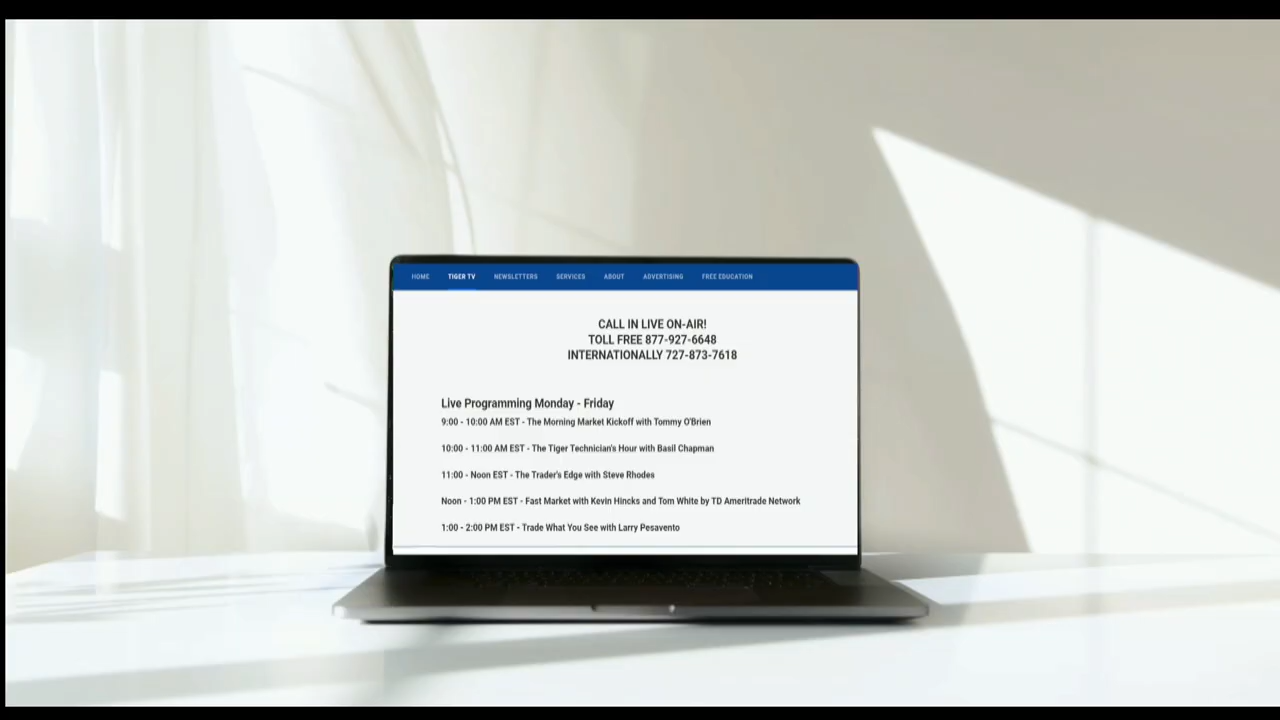 HOME TIGER TV NEWSLETTERS SERVICES ABOUT ADVERTISING FREE EDUCATION
CALL IN LIVE ON-AIR!
TOLL FREE 877-927-6648
INTERNATIONALLY 727-873-7618
Live Programming Monday - Friday
9:00 - 10:00 AM EST - The Morning Market Kickoff with Tommy O'Brien
10:00 - 11:00 AM EST - The Tiger Technician's Hour with Basil Chapman
11:00 - Noon EST - The Trader's Edge with Steve Rhodes
Noon - 1:00 PM EST - Fast Market with Kevin Hincks and Tom White by TD Ameritrade Network
1:00 - 2:00 PM EST - Trade What You See with Larry Pesavento